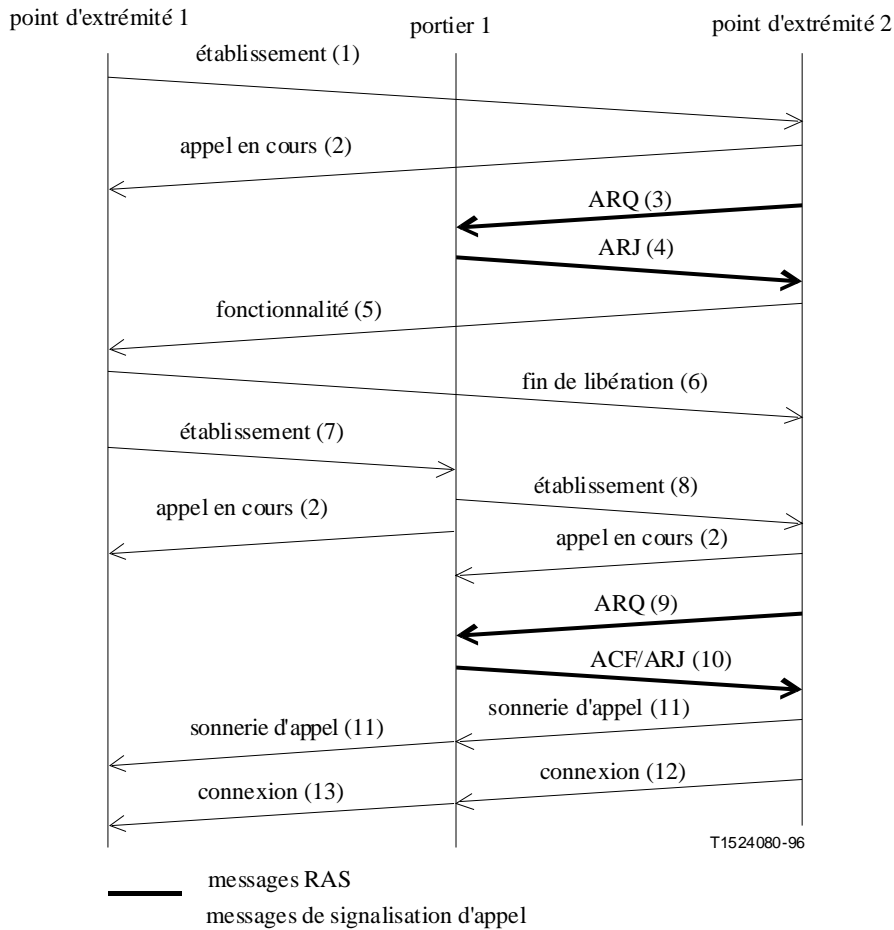 point d'extrémité 1 portier 1 point d'extrémité 2
établissement (1)
appel en cours (2)
ARQ (3)
ARJ (4)
fonctionnalité (5)
fin de libération (6)
établissement (7)
établissement (8)
appel en cours (2)
appel en cours (2)
ARQ (9)
ACF/ARJ (10)
sonnerie d'appel (11)
sonnerie d'appel (11)
connexion (12)
connexion (13)
T1524080-96
messages RAS
messages de signalisation d'appel